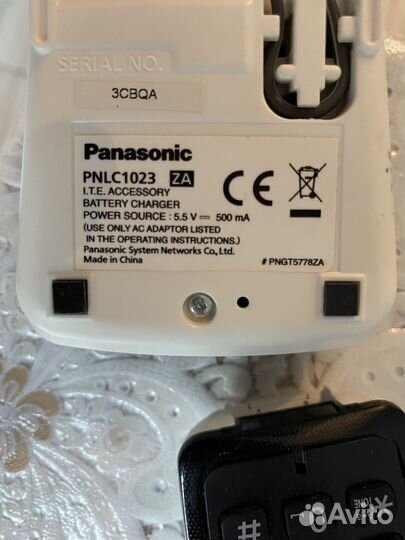 SERIAL NO.
3CBQA
Panasonic
PNLC1023 ZA
I.T.E. ACCESSORY
BATTERY CHARGER
POWER SOURCE : 5.5 V ⎓ 500 mA
(USE ONLY AC ADAPTOR LISTED
IN THE OPERATING INSTRUCTIONS.)
Panasonic System Networks Co., Ltd.
Made in China
CE
# PNGT5778ZA
TONE
#
Avito